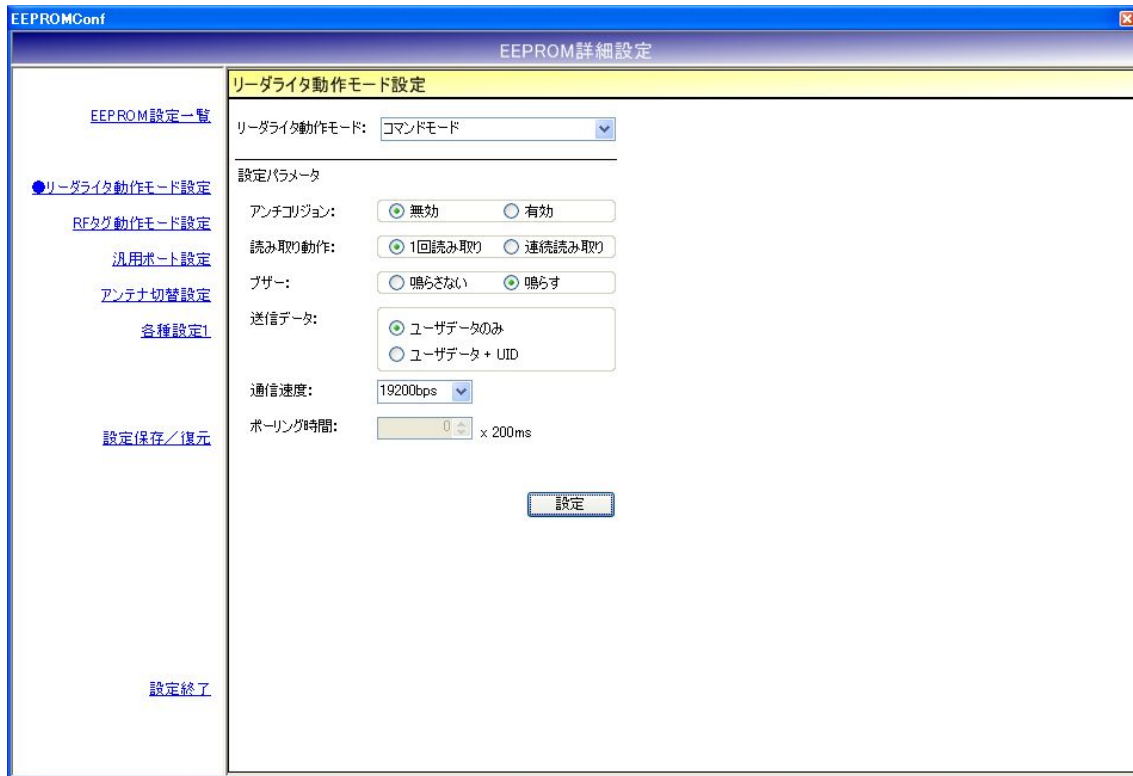 EEPROMConf
EEPROM詳細設定
EEPROM設定一覧
●リーダライタ動作モード設定
RFタグ動作モード設定
汎用ポート設定
アンテナ切替設定
各種設定1
設定保存／復元
設定終了
リーダライタ動作モード設定
リーダライタ動作モード: コマンドモード
設定パラメータ
アンチコリジョン: 無効 有効
読み取り動作: 1回読み取り 連続読み取り
ブザー: 鳴らさない 鳴らす
送信データ: ユーザデータのみ
ユーザデータ + UID
通信速度: 19200bps
ポーリング時間: 0 x 200ms
設定